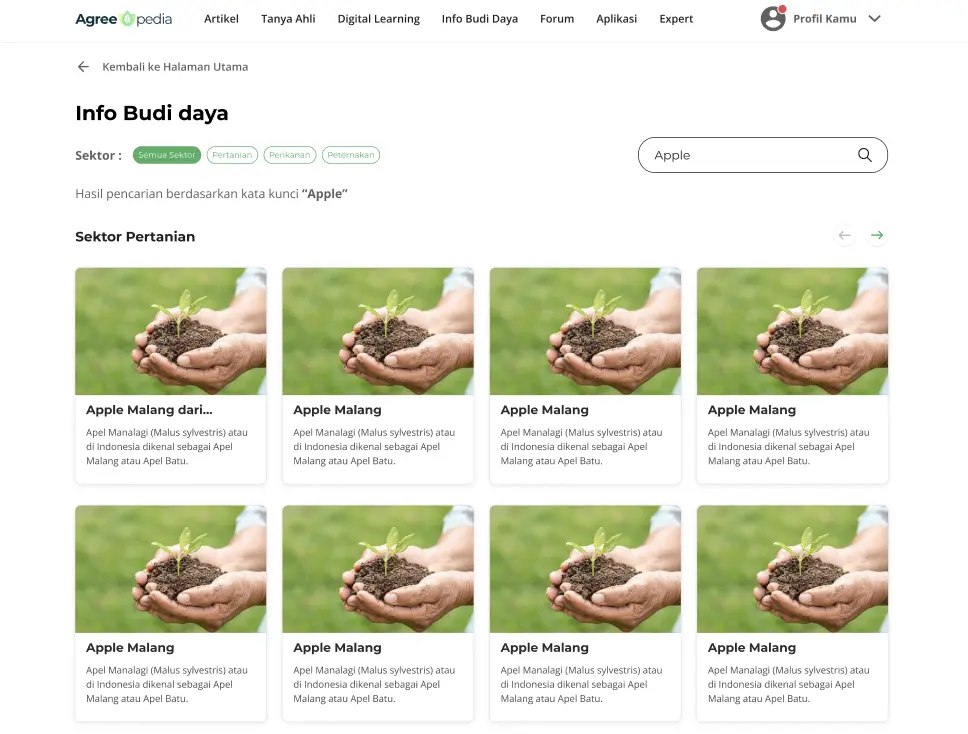 Agree pedia Artikel Tanya Ahli Digital Learning Info Budi Daya Forum Aplikasi Expert Profil Kamu
Kembali ke Halaman Utama
Info Budi daya
Sektor : Semua Sektor Pertanian Perikanan Peternakan
Apple
Hasil pencarian berdasarkan kata kunci “Apple”
Sektor Pertanian
Apple Malang dari...
Apel Manalagi (Malus sylvestris) atau
di Indonesia dikenal sebagai Apel
Malang atau Apel Batu.
Apple Malang
Apel Manalagi (Malus sylvestris) atau
di Indonesia dikenal sebagai Apel
Malang atau Apel Batu.
Apple Malang
Apel Manalagi (Malus sylvestris) atau
di Indonesia dikenal sebagai Apel
Malang atau Apel Batu.
Apple Malang
Apel Manalagi (Malus sylvestris) atau
di Indonesia dikenal sebagai Apel
Malang atau Apel Batu.
Apple Malang
Apel Manalagi (Malus sylvestris) atau
di Indonesia dikenal sebagai Apel
Malang atau Apel Batu.
Apple Malang
Apel Manalagi (Malus sylvestris) atau
di Indonesia dikenal sebagai Apel
Malang atau Apel Batu.
Apple Malang
Apel Manalagi (Malus sylvestris) atau
di Indonesia dikenal sebagai Apel
Malang atau Apel Batu.
Apple Malang
Apel Manalagi (Malus sylvestris) atau
di Indonesia dikenal sebagai Apel
Malang atau Apel Batu.